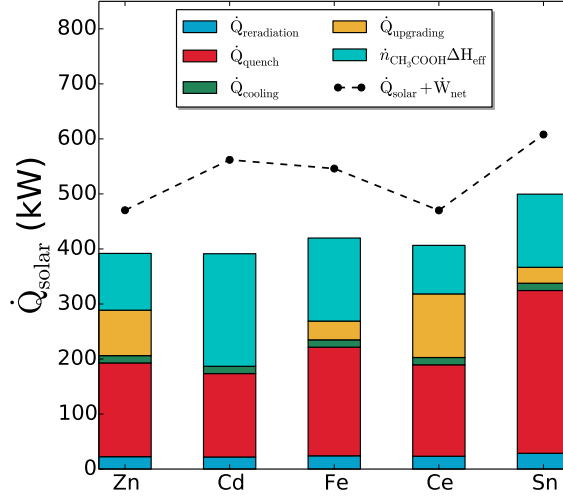 800
700
600
500
400
300
200
100
0
Q̇solar (kW)
Q̇reradiation
Q̇quench
Q̇cooling
Q̇upgrading
ṅCH₃COOHΔHeff
Q̇solar + Ẇnet
Zn Cd Fe Ce Sn